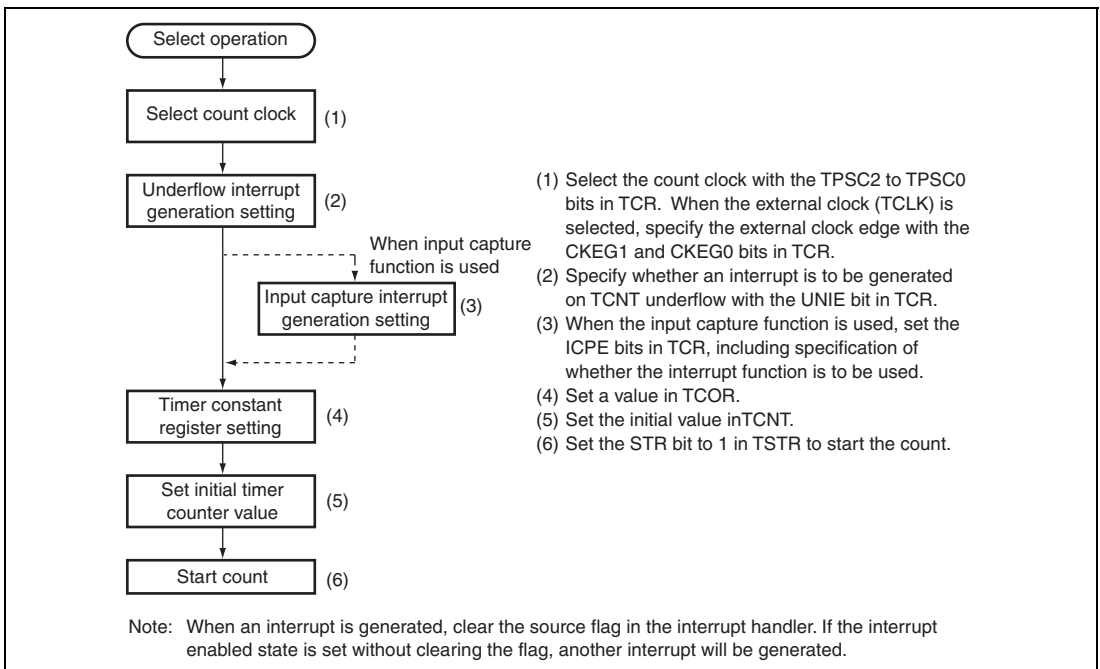 Select operation
Select count clock
(1)
Underflow interrupt
generation setting
(2)
When input capture
function is used
Input capture interrupt
generation setting
(3)
Timer constant
register setting
(4)
Set initial timer
counter value
(5)
Start count
(6)
(1) Select the count clock with the TPSC2 to TPSC0
bits in TCR. When the external clock (TCLK) is
selected, specify the external clock edge with the
CKEG1 and CKEG0 bits in TCR.
(2) Specify whether an interrupt is to be generated
on TCNT underflow with the UNIE bit in TCR.
(3) When the input capture function is used, set the
ICPE bits in TCR, including specification of
whether the interrupt function is to be used.
(4) Set a value in TCOR.
(5) Set the initial value inTCNT.
(6) Set the STR bit to 1 in TSTR to start the count.
Note: When an interrupt is generated, clear the source flag in the interrupt handler. If the interrupt
enabled state is set without clearing the flag, another interrupt will be generated.